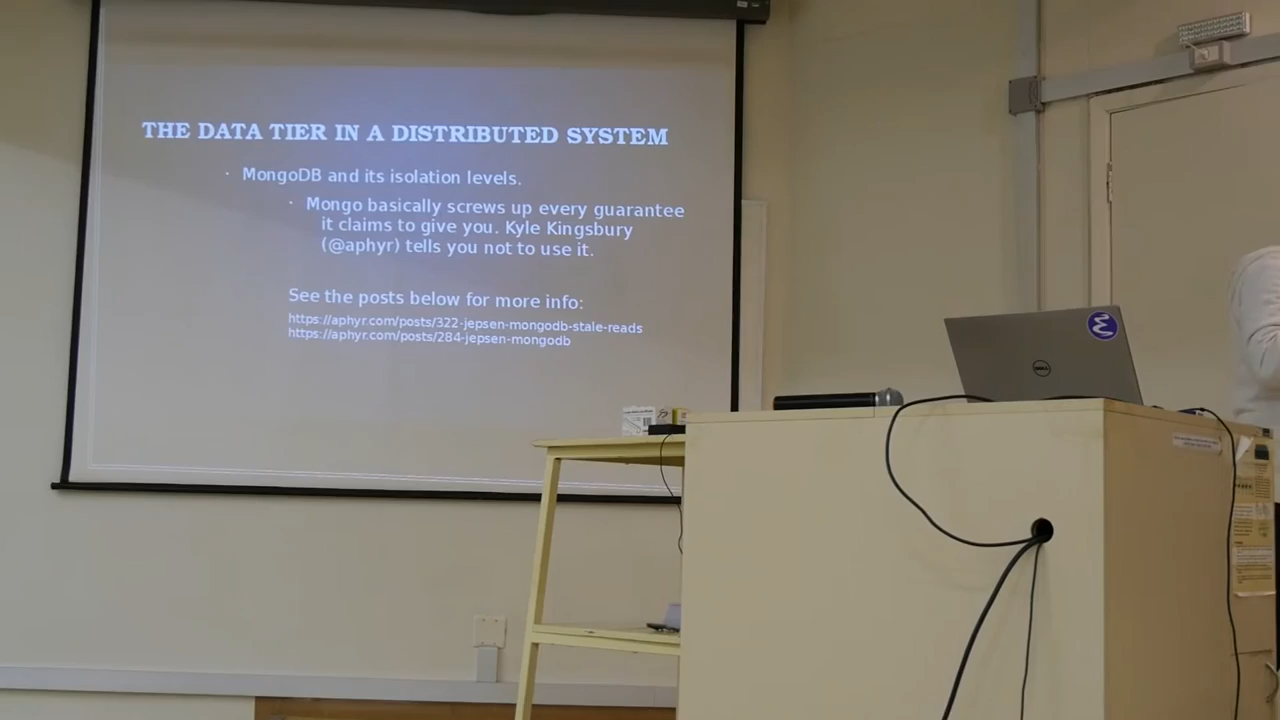 THE DATA TIER IN A DISTRIBUTED SYSTEM
· MongoDB and its isolation levels.
· Mongo basically screws up every guarantee
it claims to give you. Kyle Kingsbury
(@aphyr) tells you not to use it.
See the posts below for more info:
https://aphyr.com/posts/322-jepsen-mongodb-stale-reads
https://aphyr.com/posts/284-jepsen-mongodb
DELL